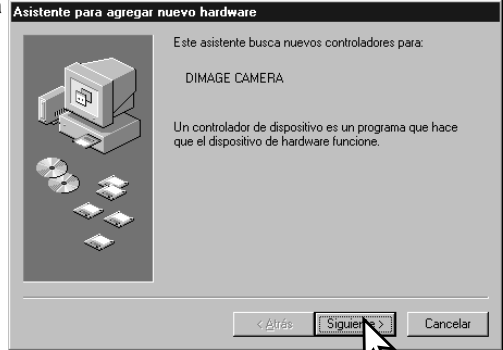 Asistente para agregar nuevo hardware
Este asistente busca nuevos controladores para:
DIMAGE CAMERA
Un controlador de dispositivo es un programa que hace
que el dispositivo de hardware funcione.
< Atrás
Siguiente >
Cancelar